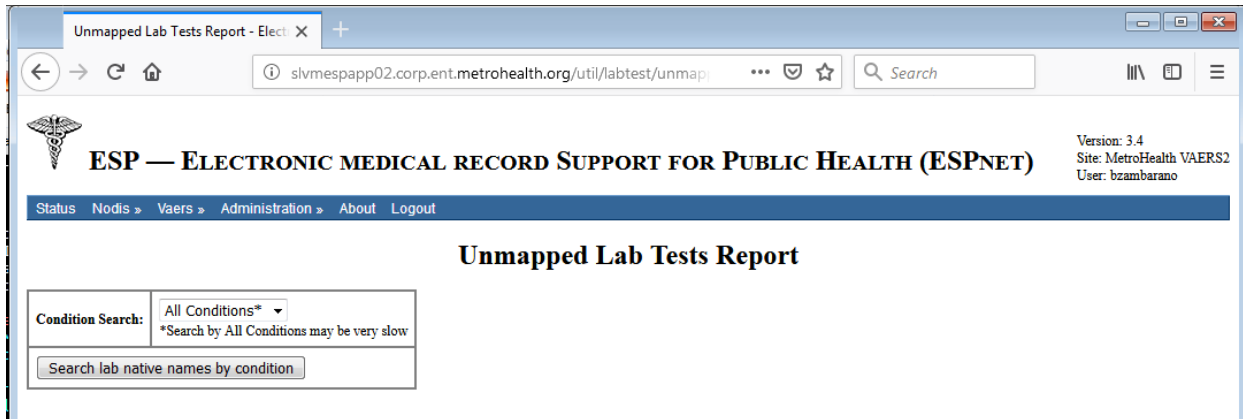 Unmapped Lab Tests Report - Elect
slvmespapp02.corp.ent.metrohealth.org/util/labtest/unmap
Search
ESP — Electronic medical record Support for Public Health (ESPnet)
Version: 3.4
Site: MetroHealth VAERS2
User: bzambarano
Status Nodis » Vaers » Administration » About Logout
Unmapped Lab Tests Report
Condition Search:
All Conditions*
*Search by All Conditions may be very slow
Search lab native names by condition